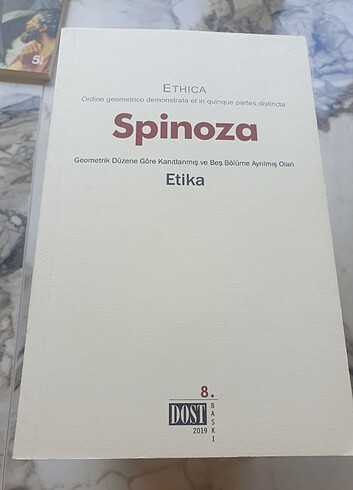 5.
ETHICA
Ordine geometrico demonstrata et in quinque partes distincta
Spinoza
Geometrik Düzene Göre Kanıtlanmış ve Beş Bölüme Ayrılmış Olan
Etika
8.
BASKI
DOST
2019